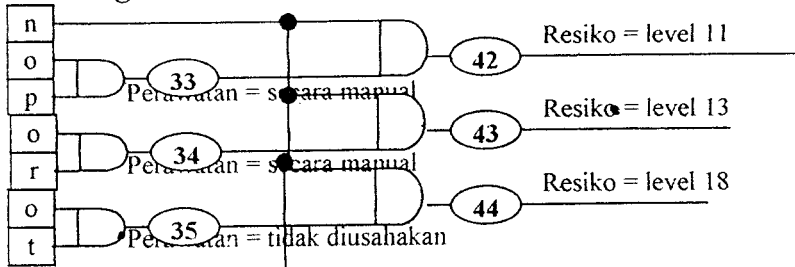 n
o
p
o
r
o
t
33
Perawatan = secara manual
42
Resiko = level 11
34
Perawatan = secara manual
43
Resiko = level 13
35
Perawatan = tidak diusahakan
44
Resiko = level 18